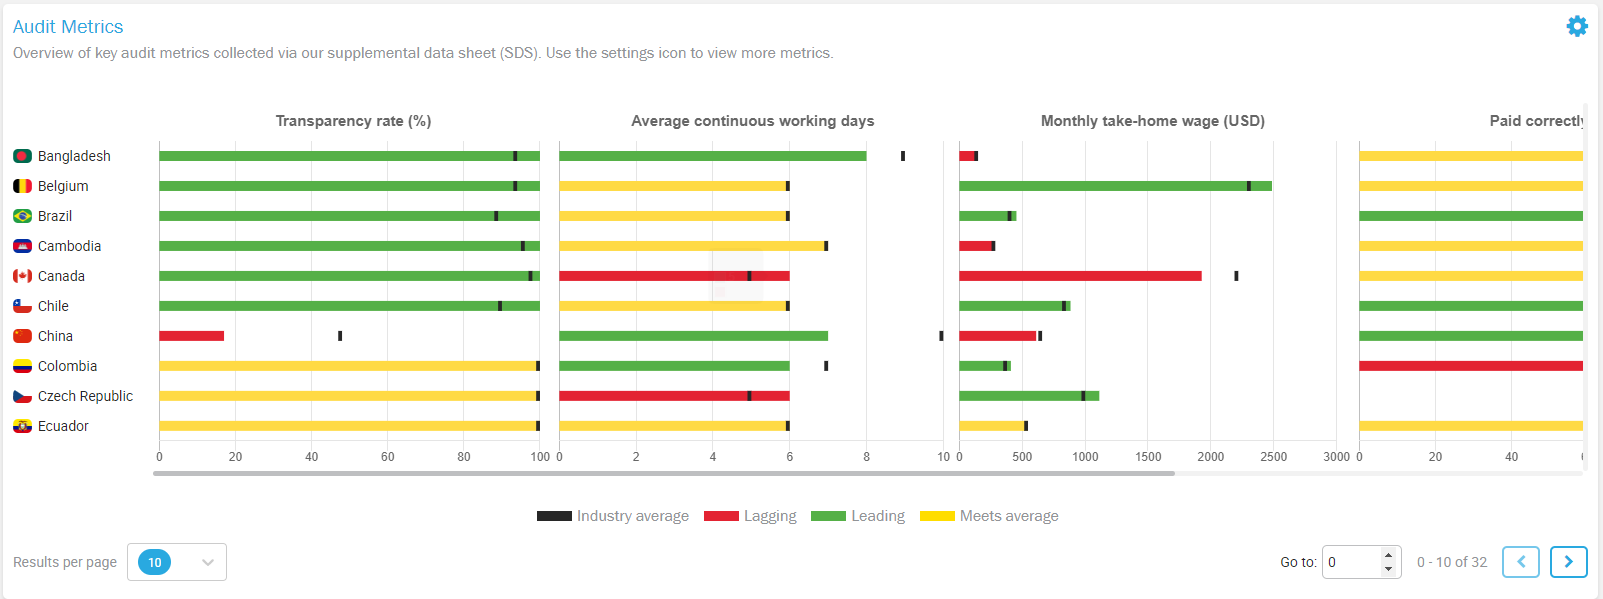 Audit Metrics
Overview of key audit metrics collected via our supplemental data sheet (SDS). Use the settings icon to view more metrics.
Transparency rate (%)
Average continuous working days
Monthly take-home wage (USD)
Paid correctly
Bangladesh
Belgium
Brazil
Cambodia
Canada
Chile
China
Colombia
Czech Republic
Ecuador
0 20 40 60 80 100
0 2 4 6 8 10
0 500 1000 1500 2000 2500 3000
0 20 40
Industry average Lagging Leading Meets average
Results per page 10
Go to: 0 0 - 10 of 32